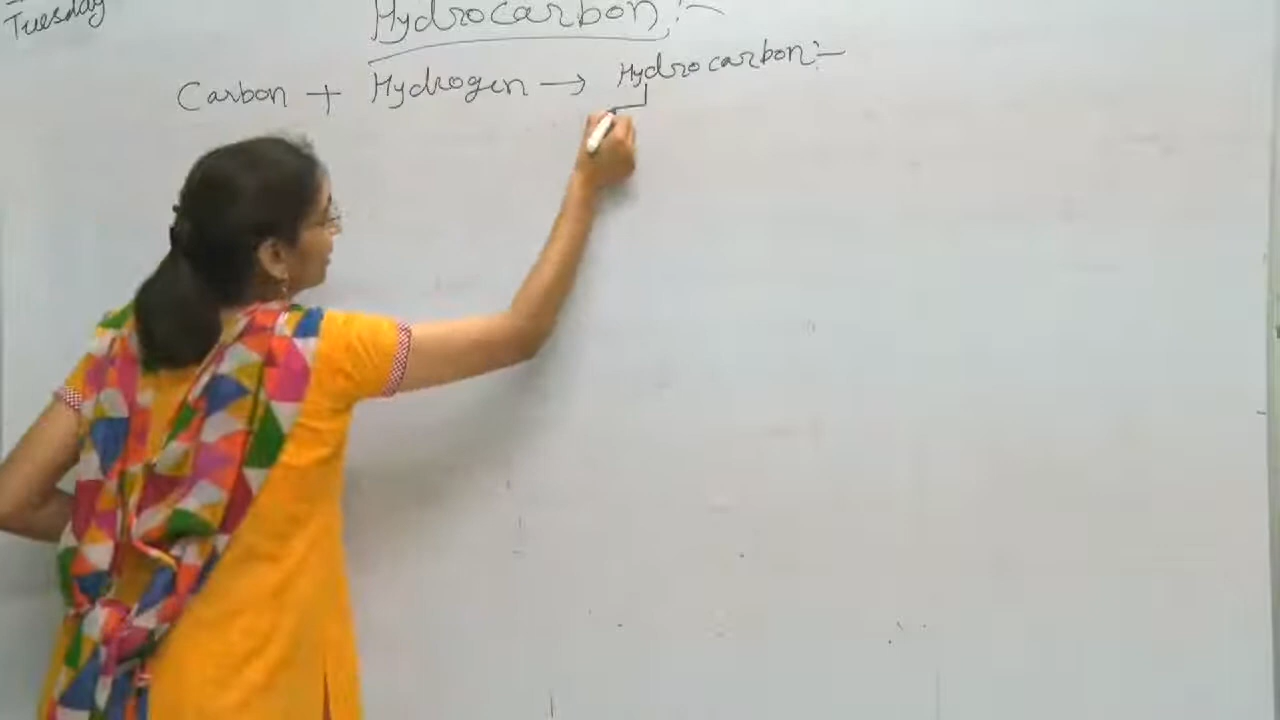 Tuesday
Hydrocarbon :-
Carbon + Hydrogen → Hydrocarbon :-